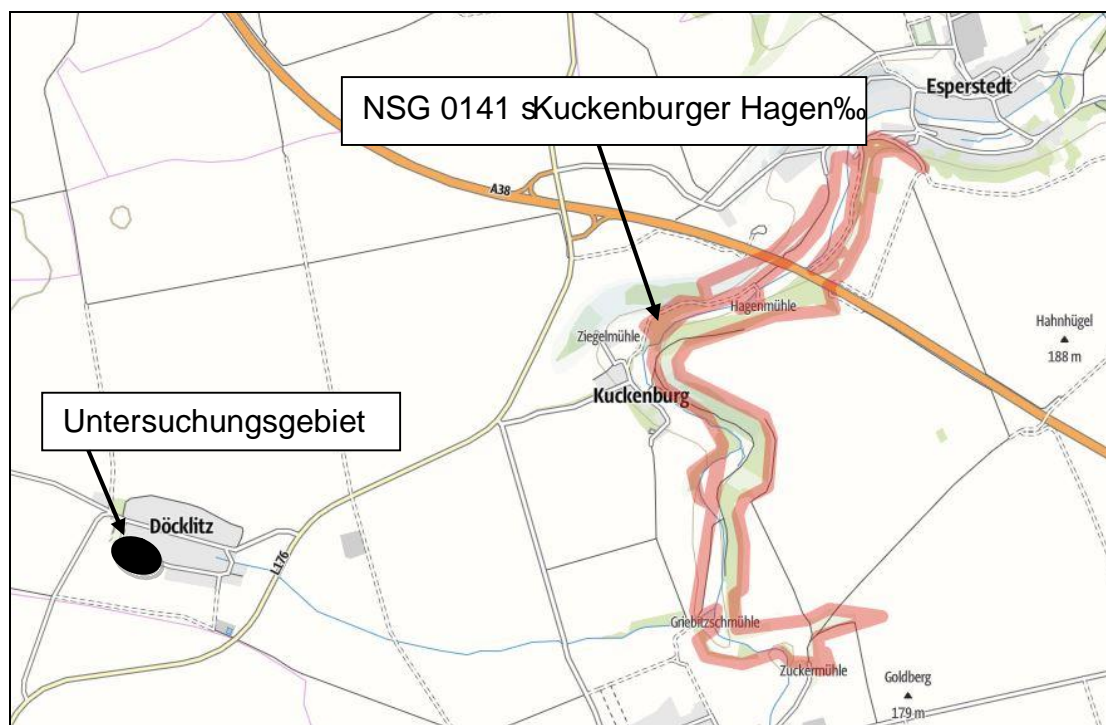 Esperstedt
NSG 0141 sKuckenburger Hagen‰
A38
Hagenmühle
Hahnhügel
188 m
Ziegelmühle
Kuckenburg
Untersuchungsgebiet
Döcklitz
L176
Griebitzschmühle
Zuckermühle
Goldberg
179 m